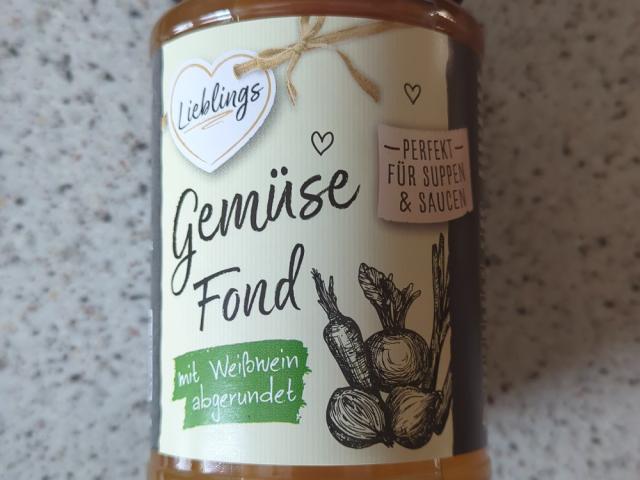 Lieblings
PERFEKT
FÜR SUPPEN
& SAUCEN
Gemüse
Fond
mit Weißwein
abgerundet